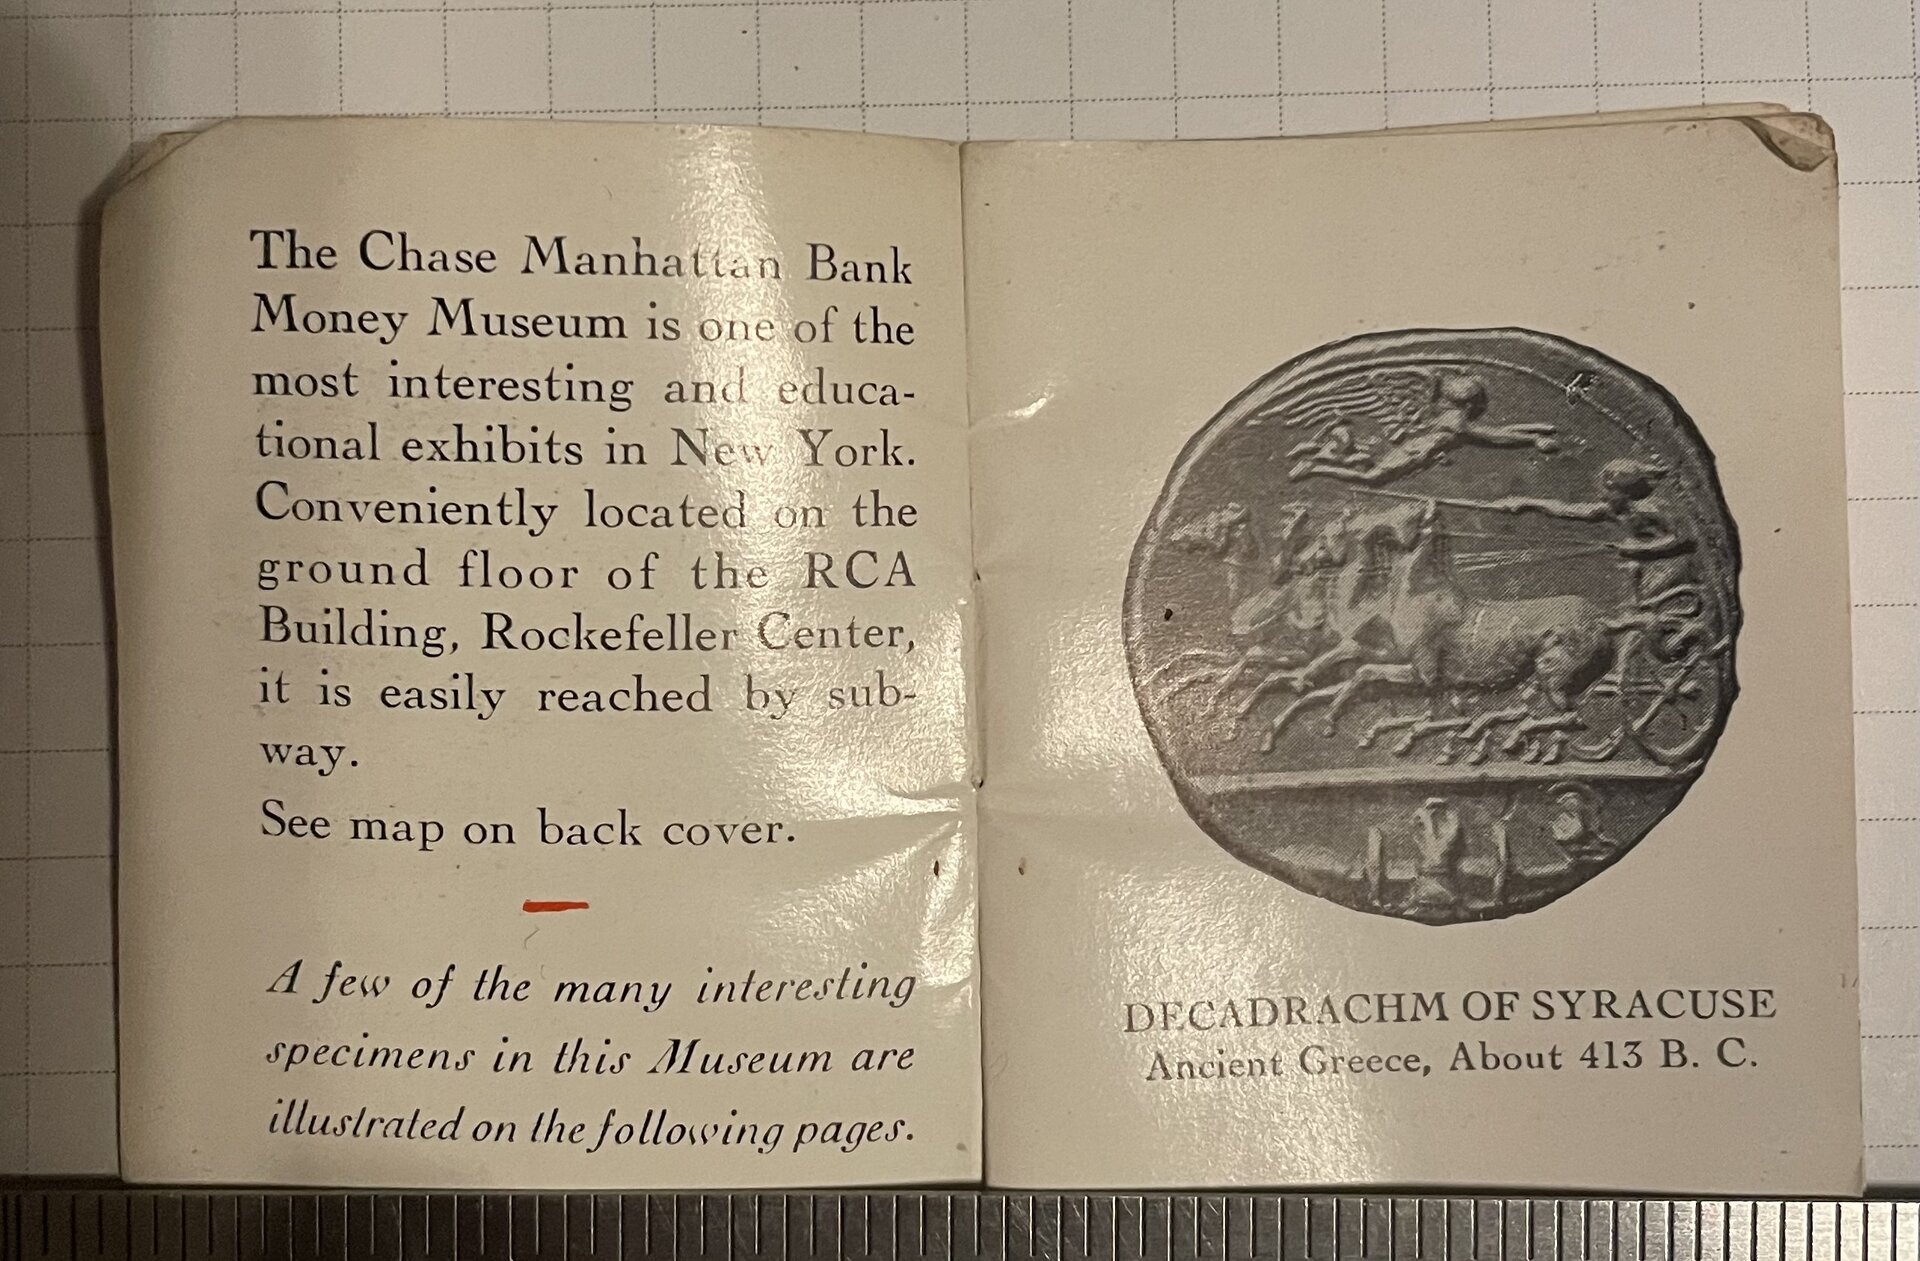 The Chase Manhattan Bank
Money Museum is one of the
most interesting and educa-
tional exhibits in New York.
Conveniently located on the
ground floor of the RCA
Building, Rockefeller Center,
it is easily reached by sub-
way.
See map on back cover.
A few of the many interesting
specimens in this Museum are
illustrated on the following pages.
DECADRACHM OF SYRACUSE
Ancient Greece, About 413 B. C.